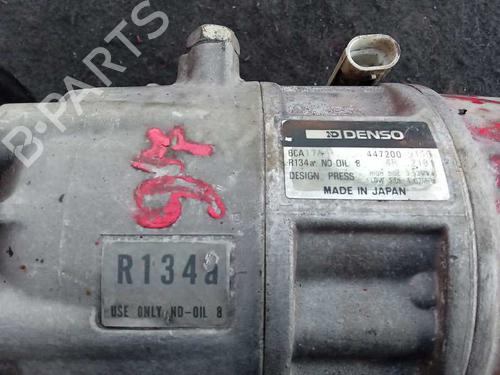 B-PARTS
DENSO
447200
R134a ND-OIL 8
DESIGN PRESS
MADE IN JAPAN
R134a
USE ONLY ND-OIL 8